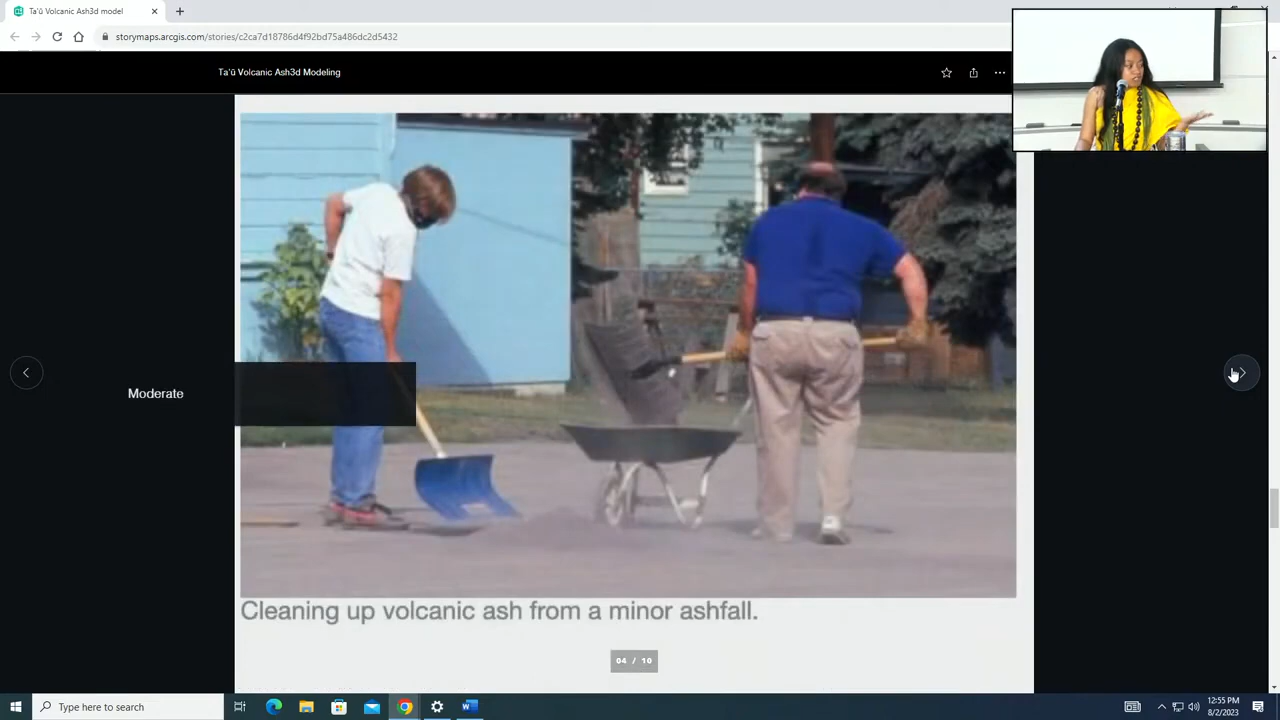 Ta'ū Volcanic Ash3d model
storymaps.arcgis.com/stories/c2ca7d18786d4f92bd75a486dc2d5432
Ta'ū Volcanic Ash3d Modeling
Moderate
Cleaning up volcanic ash from a minor ashfall.
04 / 10
Type here to search
12:55 PM
8/2/2023